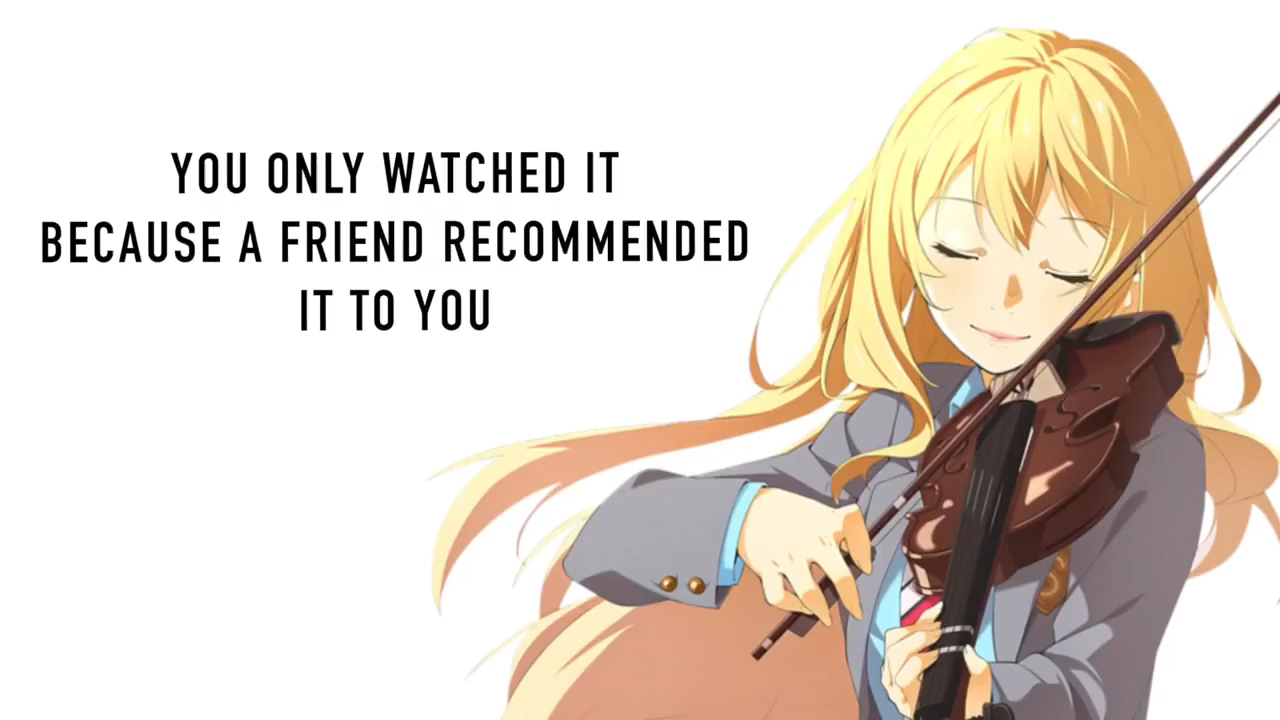 YOU ONLY WATCHED IT
BECAUSE A FRIEND RECOMMENDED
IT TO YOU